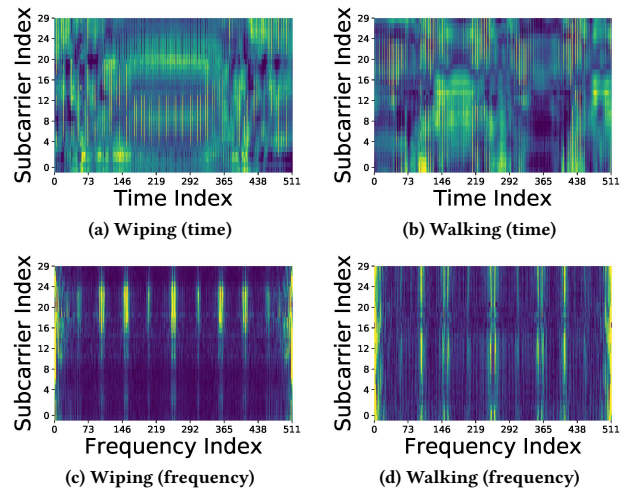 29
24
20
16
12
8
4
0
Subcarrier Index
0 73 146 219 292 365 438 511
Time Index
(a) Wiping (time)
29
24
20
16
12
8
4
0
Subcarrier Index
0 73 146 219 292 365 438 511
Time Index
(b) Walking (time)
29
24
20
16
12
8
4
0
Subcarrier Index
0 73 146 219 292 365 438 511
Frequency Index
(c) Wiping (frequency)
29
24
20
16
12
8
4
0
Subcarrier Index
0 73 146 219 292 365 438 511
Frequency Index
(d) Walking (frequency)